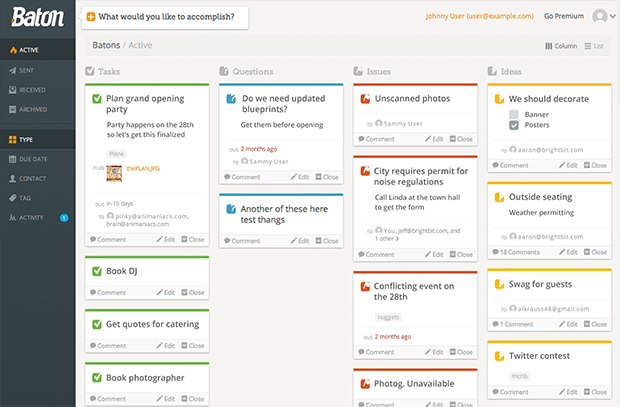 Baton
What would you like to accomplish?
Johnny User (user@example.com)
Go Premium
ACTIVE
SENT
RECEIVED
ARCHIVED
TYPE
DUE DATE
CONTACT
TAG
ACTIVITY 1
Batons / Active
Column
List
Tasks
Plan grand opening
party
Party happens on the 28th
so let's get this finalized
Plans
FILES
thePLAN.JPG
DUE in 15 days
TO pinky@animaniacs.com,
brain@animaniacs.com
Comment Edit Close
Book DJ
Comment Edit Close
Get quotes for catering
Comment Edit Close
Book photographer
Comment Edit Close
Questions
Do we need updated
blueprints?
Get them before opening
DUE 2 months ago
TO Sammy User
Comment Edit Close
Another of these here
test thangs
Comment Edit Close
Issues
Unscanned photos
TO Sammy User
Comment Edit Close
City requires permit for
noise regulations
Call Linda at the town hall
to get the form
TO You, jeff@brightbit.com, and
1 other >
Comment Edit Close
Conflicting event on
the 28th
nuggets
DUE 2 months ago
Comment Edit Close
Photog. Unavailable
Ideas
We should decorate
Banner
Posters
TO aaron@brightbit.com
Comment Edit Close
Outside seating
Weather permitting
TO aaron@brightbit.com
18 Comments Edit Close
Swag for guests
TO alkrauss48@gmail.com
1 Comment Edit Close
Twitter contest
mcrib
Comment Edit Close